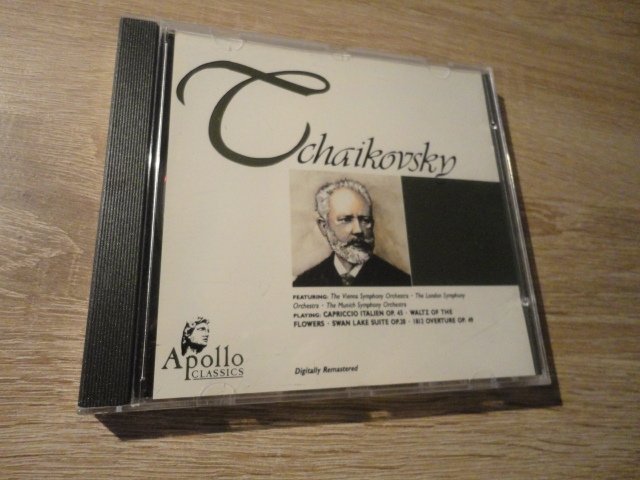 Tchaikovsky
FEATURING: The Vienna Symphony Orchestra - The London Symphony
Orchestra - The Munich Symphony Orchestra
PLAYING: CAPRICCIO ITALIEN OP. 45 - WALTZ OF THE
FLOWERS - SWAN LAKE SUITE OP.20 - 1812 OVERTURE OP. 49
Apollo
CLASSICS
Digitally Remastered